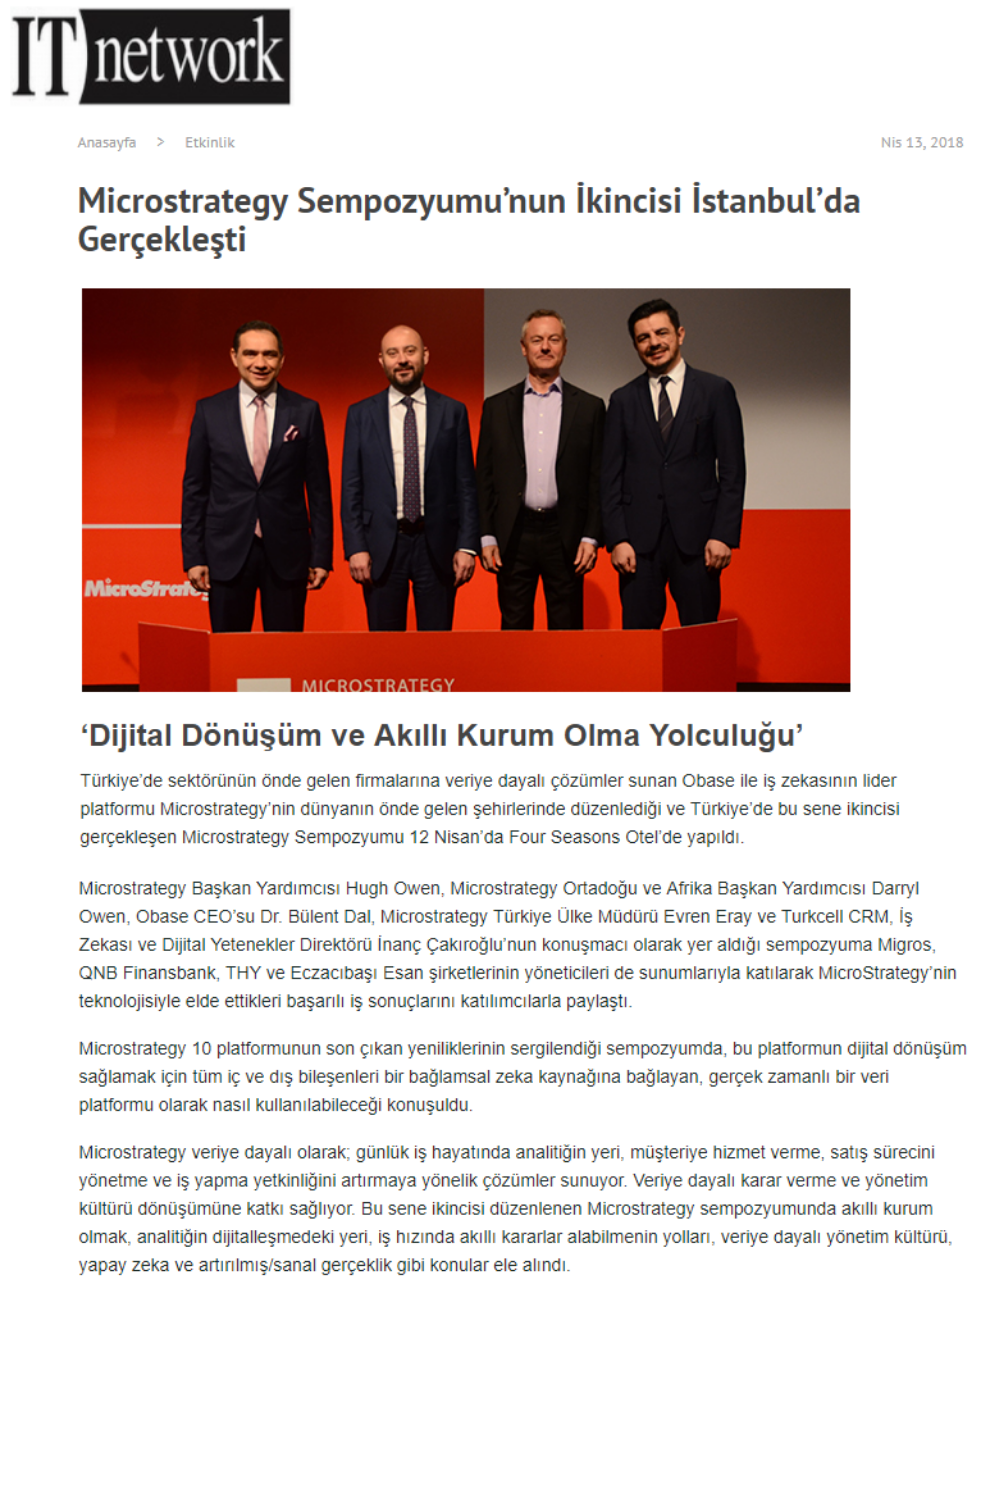 IT network
Anasayfa > Etkinlik Nis 13, 2018
Microstrategy Sempozyumu’nun İkincisi İstanbul’da
Gerçekleşti
MicroStrate
MICROSTRATEGY
‘Dijital Dönüşüm ve Akıllı Kurum Olma Yolculuğu’
Türkiye’de sektörünün önde gelen firmalarına veriye dayalı çözümler sunan Obase ile iş zekasının lider
platformu Microstrategy’nin dünyanın önde gelen şehirlerinde düzenlediği ve Türkiye’de bu sene ikincisi
gerçekleşen Microstrategy Sempozyumu 12 Nisan’da Four Seasons Otel’de yapıldı.
Microstrategy Başkan Yardımcısı Hugh Owen, Microstrategy Ortadoğu ve Afrika Başkan Yardımcısı Darryl
Owen, Obase CEO’su Dr. Bülent Dal, Microstrategy Türkiye Ülke Müdürü Evren Eray ve Turkcell CRM, İş
Zekası ve Dijital Yetenekler Direktörü İnanç Çakıroğlu’nun konuşmacı olarak yer aldığı sempozyuma Migros,
QNB Finansbank, THY ve Eczacıbaşı Esan şirketlerinin yöneticileri de sunumlarıyla katılarak MicroStrategy’nin
teknolojisiyle elde ettikleri başarılı iş sonuçlarını katılımcılarla paylaştı.
Microstrategy 10 platformunun son çıkan yeniliklerinin sergilendiği sempozyumda, bu platformun dijital dönüşüm
sağlamak için tüm iç ve dış bileşenleri bir bağlamsal zeka kaynağına bağlayan, gerçek zamanlı bir veri
platformu olarak nasıl kullanılabileceği konuşuldu.
Microstrategy veriye dayalı olarak; günlük iş hayatında analitiğin yeri, müşteriye hizmet verme, satış sürecini
yönetme ve iş yapma yetkinliğini artırmaya yönelik çözümler sunuyor. Veriye dayalı karar verme ve yönetim
kültürü dönüşümüne katkı sağlıyor. Bu sene ikincisi düzenlenen Microstrategy sempozyumunda akıllı kurum
olmak, analitiğin dijitalleşmedeki yeri, iş hızında akıllı kararlar alabilmenin yolları, veriye dayalı yönetim kültürü,
yapay zeka ve artırılmış/sanal gerçeklik gibi konular ele alındı.